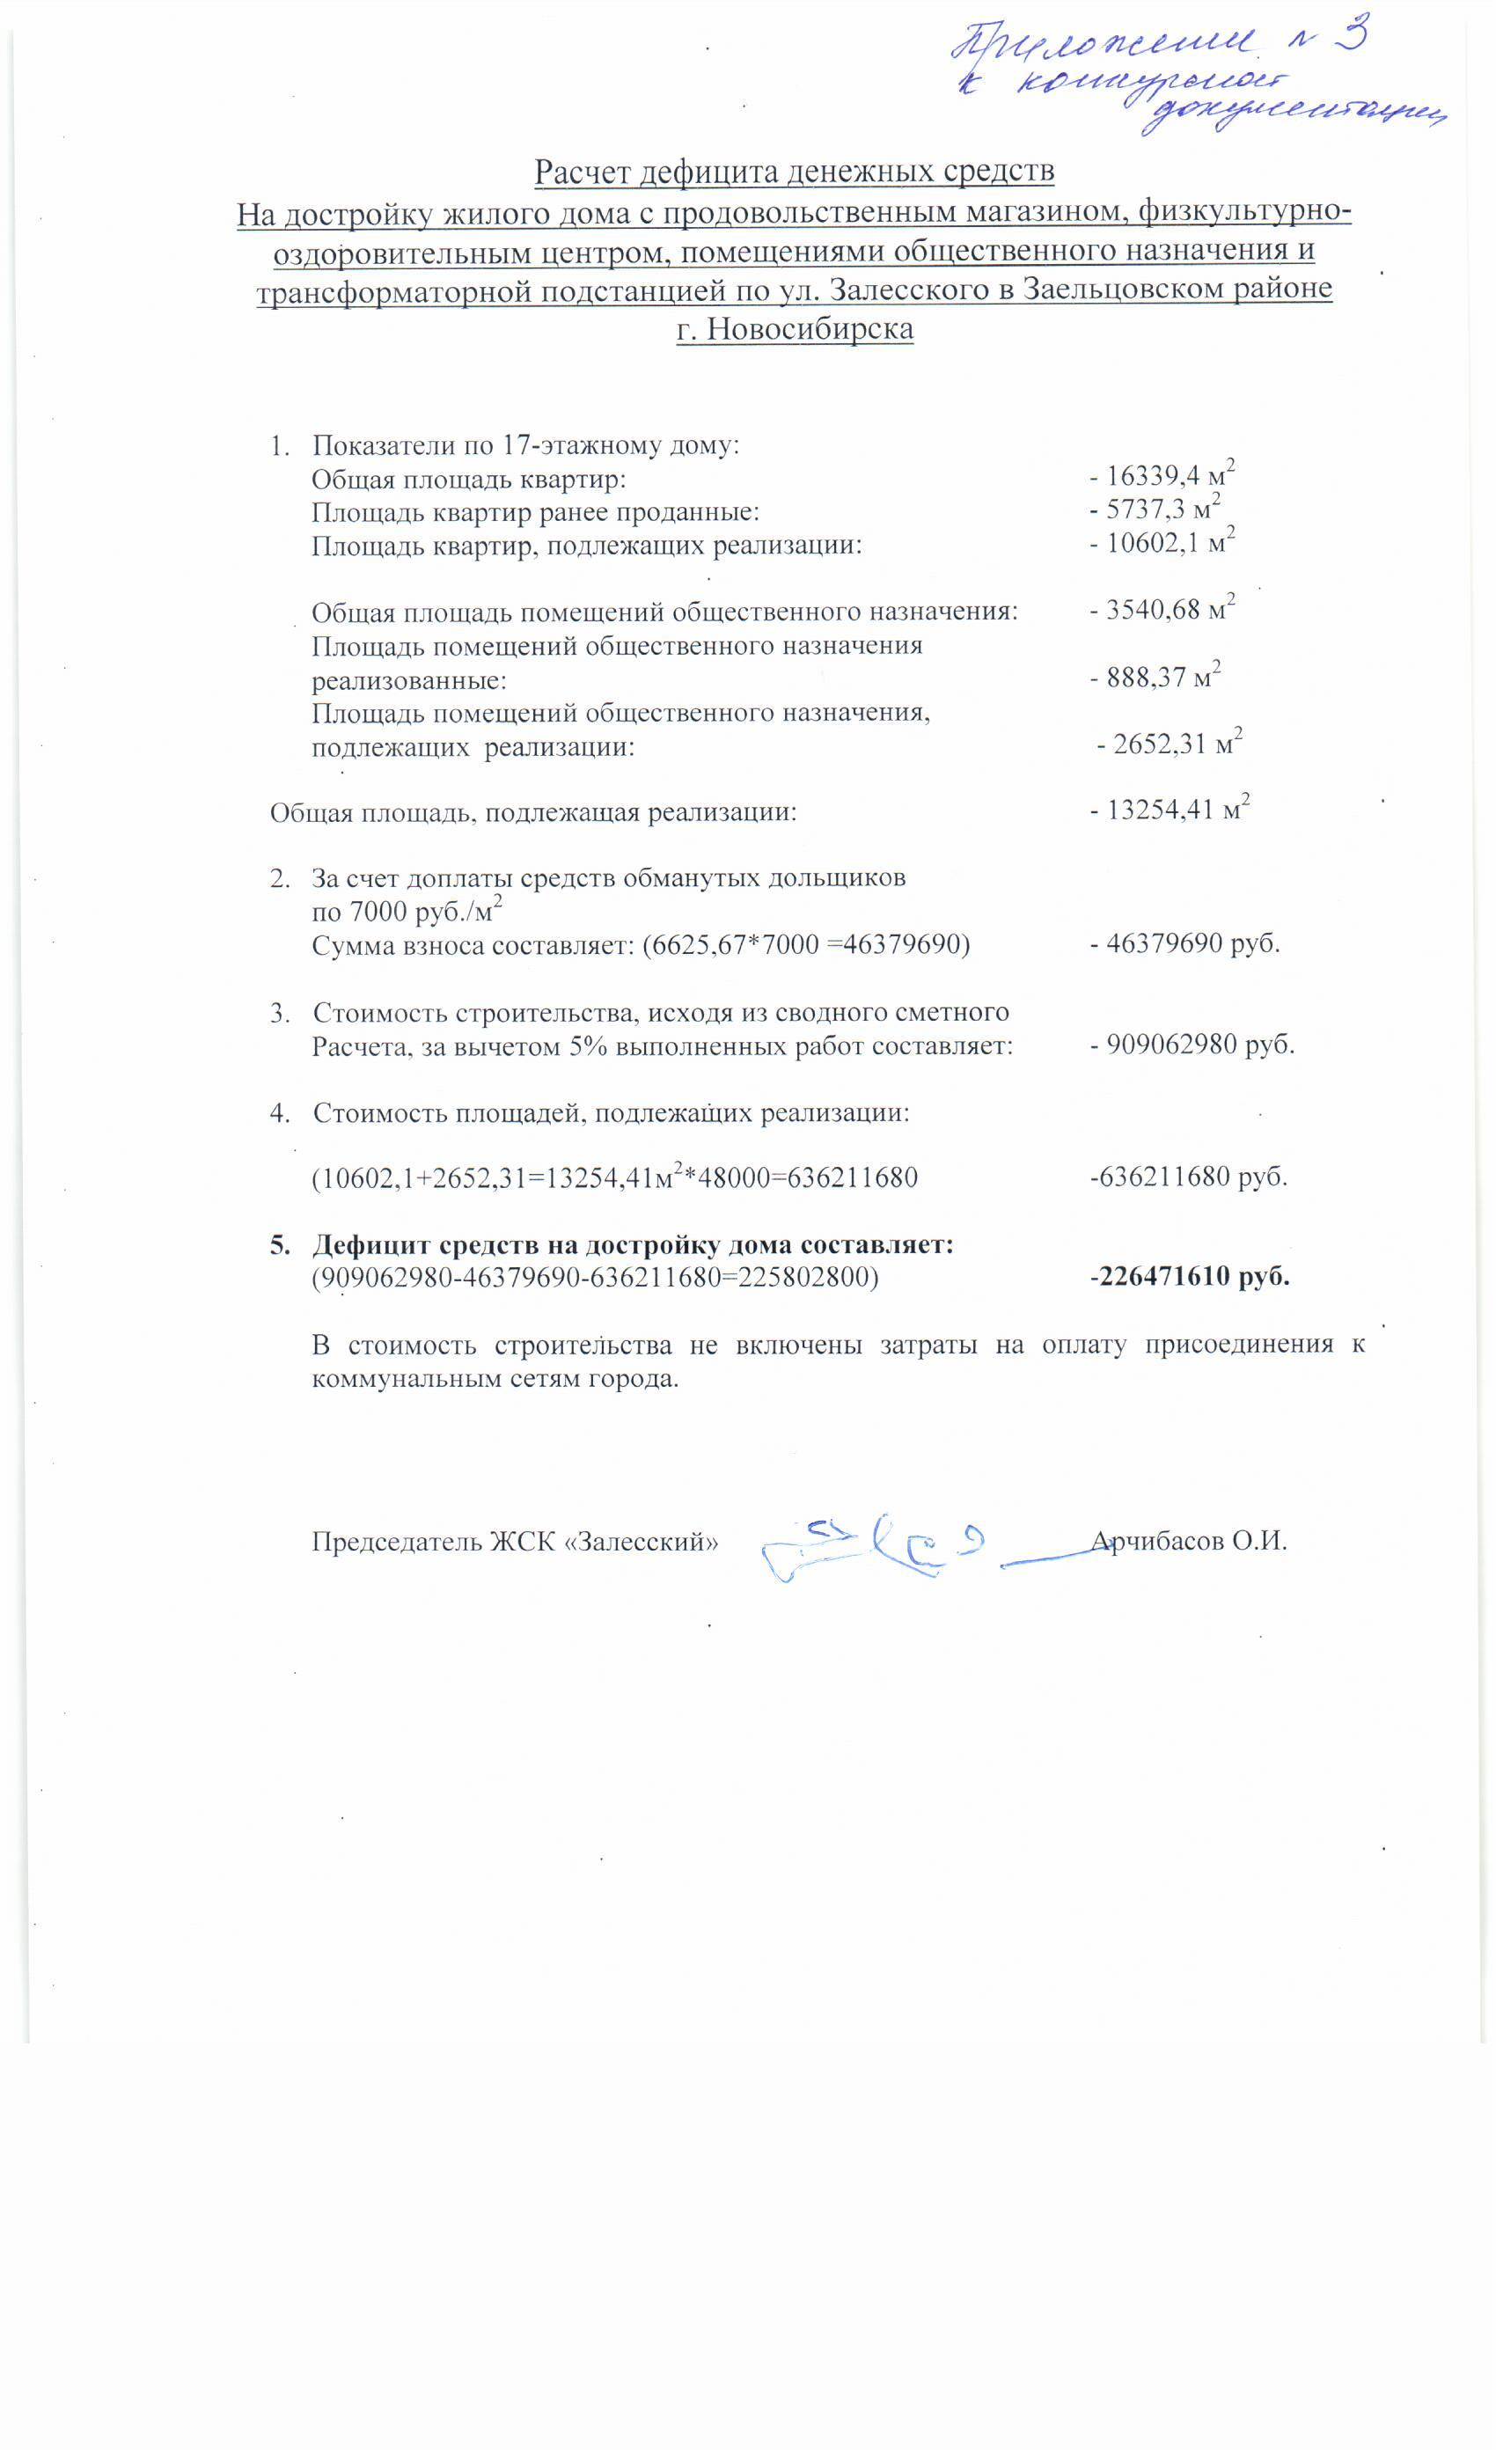 Приложение № 3
к конкурсной
документации
Расчет дефицита денежных средств
На достройку жилого дома с продовольственным магазином, физкультурно-
оздоровительным центром, помещениями общественного назначения и
трансформаторной подстанцией по ул. Залесского в Заельцовском районе
г. Новосибирска
1. Показатели по 17-этажному дому:
Общая площадь квартир: - 16339,4 м²
Площадь квартир ранее проданные: - 5737,3 м²
Площадь квартир, подлежащих реализации: - 10602,1 м²
Общая площадь помещений общественного назначения: - 3540,68 м²
Площадь помещений общественного назначения
реализованные: - 888,37 м²
Площадь помещений общественного назначения,
подлежащих реализации: - 2652,31 м²
Общая площадь, подлежащая реализации: - 13254,41 м²
2. За счет доплаты средств обманутых дольщиков
по 7000 руб./м²
Сумма взноса составляет: (6625,67*7000 =46379690) - 46379690 руб.
3. Стоимость строительства, исходя из сводного сметного
Расчета, за вычетом 5% выполненных работ составляет: - 909062980 руб.
4. Стоимость площадей, подлежащих реализации:
(10602,1+2652,31=13254,41м²*48000=636211680 -636211680 руб.
5. Дефицит средств на достройку дома составляет:
(909062980-46379690-636211680=225802800) -226471610 руб.
В стоимость строительства не включены затраты на оплату присоединения к
коммунальным сетям города.
Председатель ЖСК «Залесский» Арчибасов О.И.